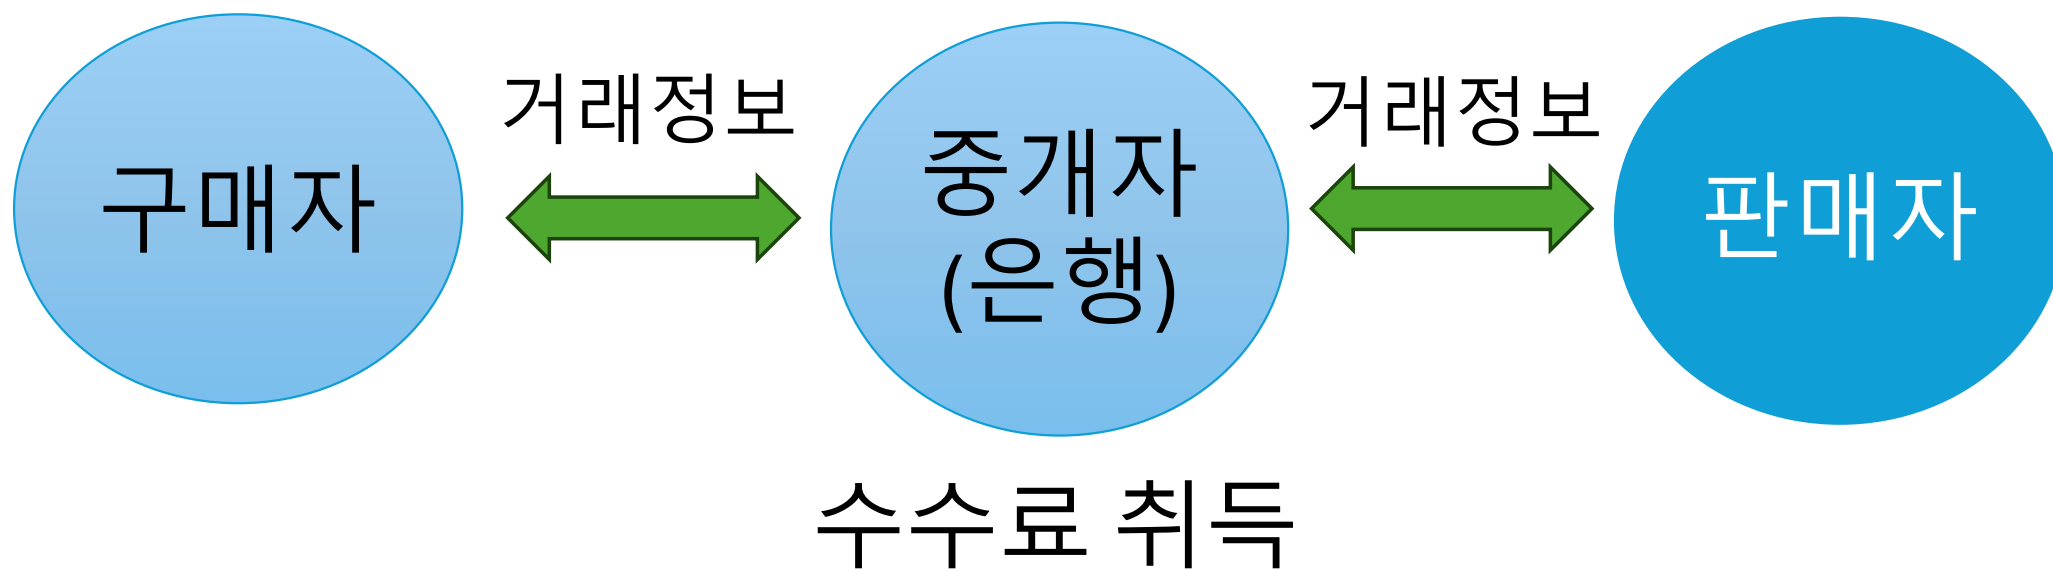 구매자
거래정보
중개자
(은행)
거래정보
판매자
수수료 취득